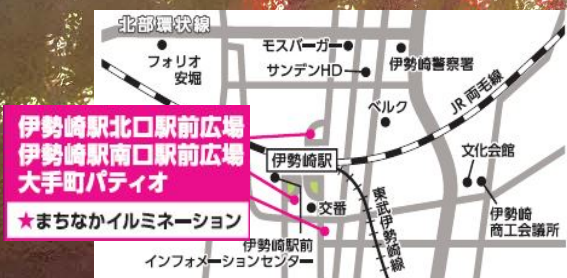 北部環状線
フォリオ
安堀
モスバーガー
サンデンHD
伊勢崎警察署
ベルク
JR両毛線
伊勢崎駅北口駅前広場
伊勢崎駅南口駅前広場
大手町パティオ
★まちなかイルミネーション
伊勢崎駅
交番
伊勢崎駅前
インフォメーションセンター
東武伊勢崎線
文化会館
伊勢崎
商工会議所